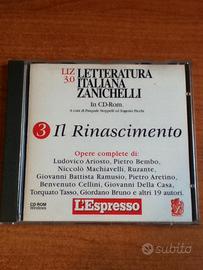 LIZ
3.0
LETTERATURA
ITALIANA
ZANICHELLI
In CD-Rom
A cura di Pasquale Stoppelli ed Eugenio Picchi
3 Il Rinascimento
Opere complete di:
Ludovico Ariosto, Pietro Bembo,
Niccolò Machiavelli, Ruzante,
Giovanni Battista Ramusio, Pietro Aretino,
Benvenuto Cellini, Giovanni Della Casa,
Torquato Tasso, Giordano Bruno e altri 19 autori.
CD-ROM
Windows
L'Espresso
subito